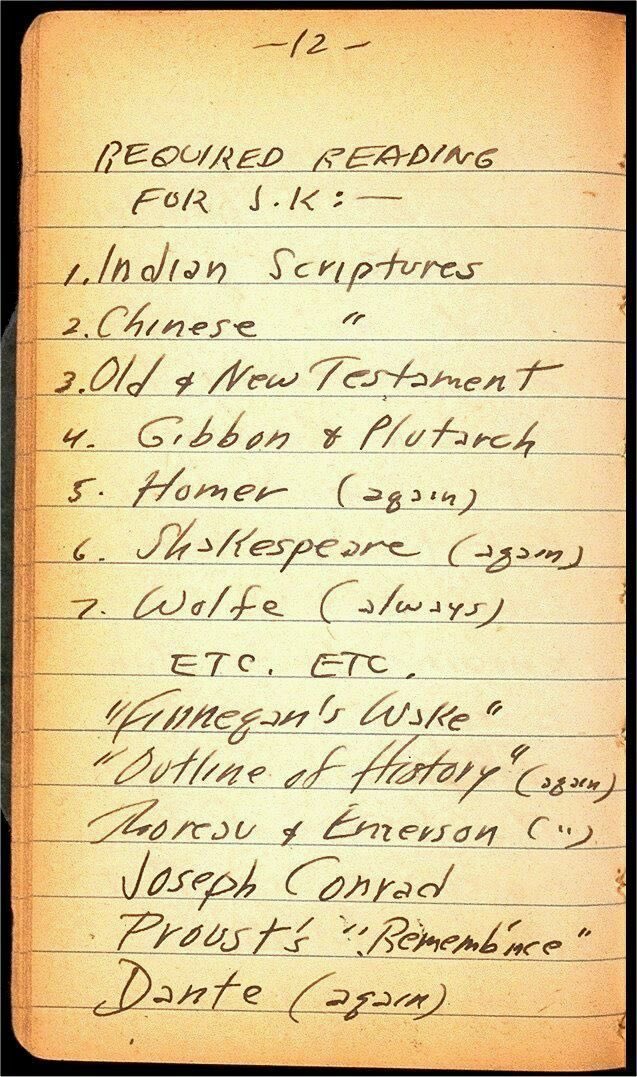 -12-
REQUIRED READING
FOR J.K:—
1. Indian Scriptures
2. Chinese "
3. Old & New Testament
4. Gibbon & Plutarch
5. Homer (again)
6. Shakespeare (again)
7. Wolfe (always)
ETC. ETC.
"Finnegan's Wake"
"Outline of History" (again)
Thoreau & Emerson (")
Joseph Conrad
Proust's "Rememb'nce"
Dante (again)